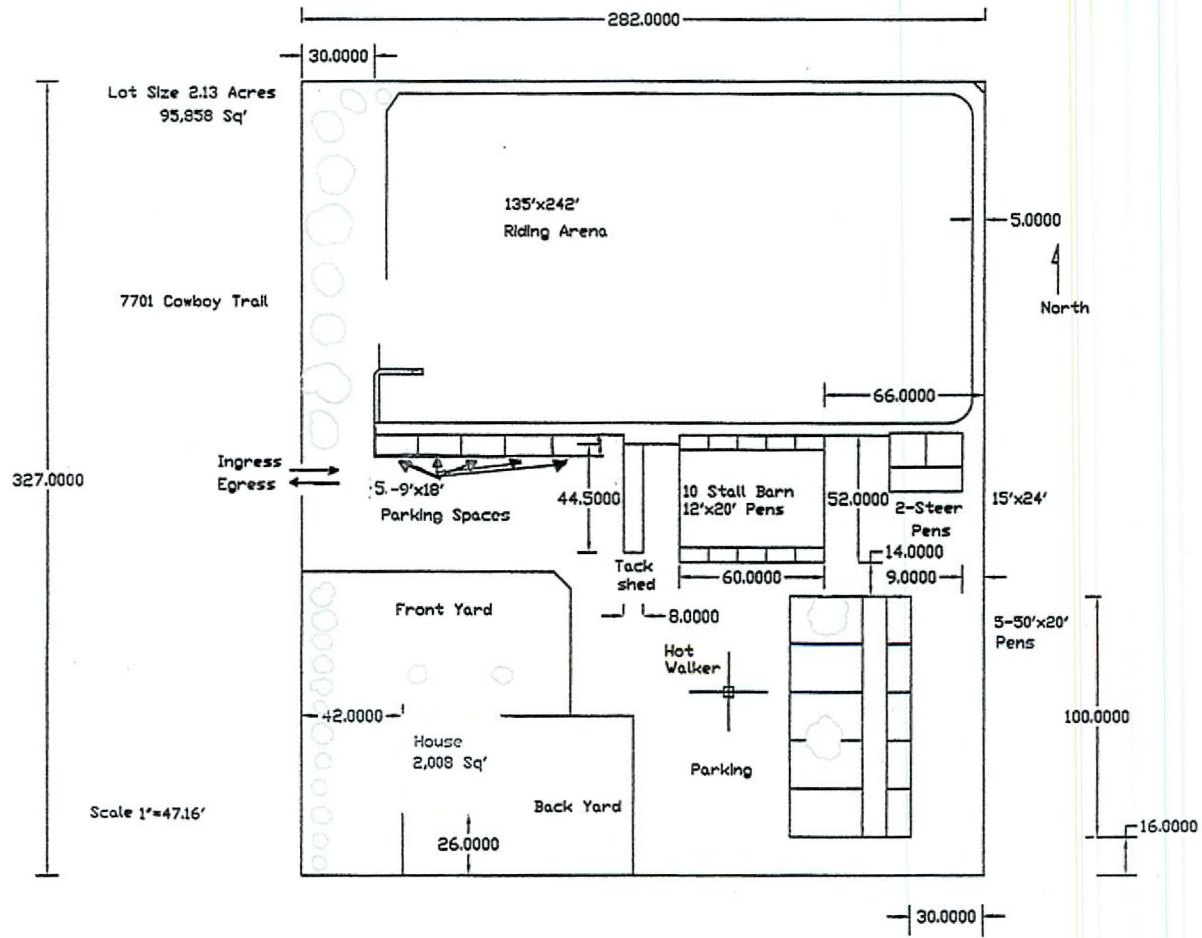 282.0000
30.0000
Lot Size 2.13 Acres
95,858 Sq'
135'x242'
Riding Arena
5.0000
North
7701 Cowboy Trail
66.0000
327.0000
Ingress
Egress
5.-9'x18'
Parking Spaces
44.5000
10 Stall Barn
12'x20' Pens
52.0000
2-Steer
Pens
15'x24'
14.0000
9.0000
Tack
shed
60.0000
8.0000
Front Yard
5-50'x20'
Pens
Hot
Walker
42.0000
100.0000
House
2,008 Sq'
Parking
Back Yard
Scale 1"=47.16'
26.0000
16.0000
30.0000